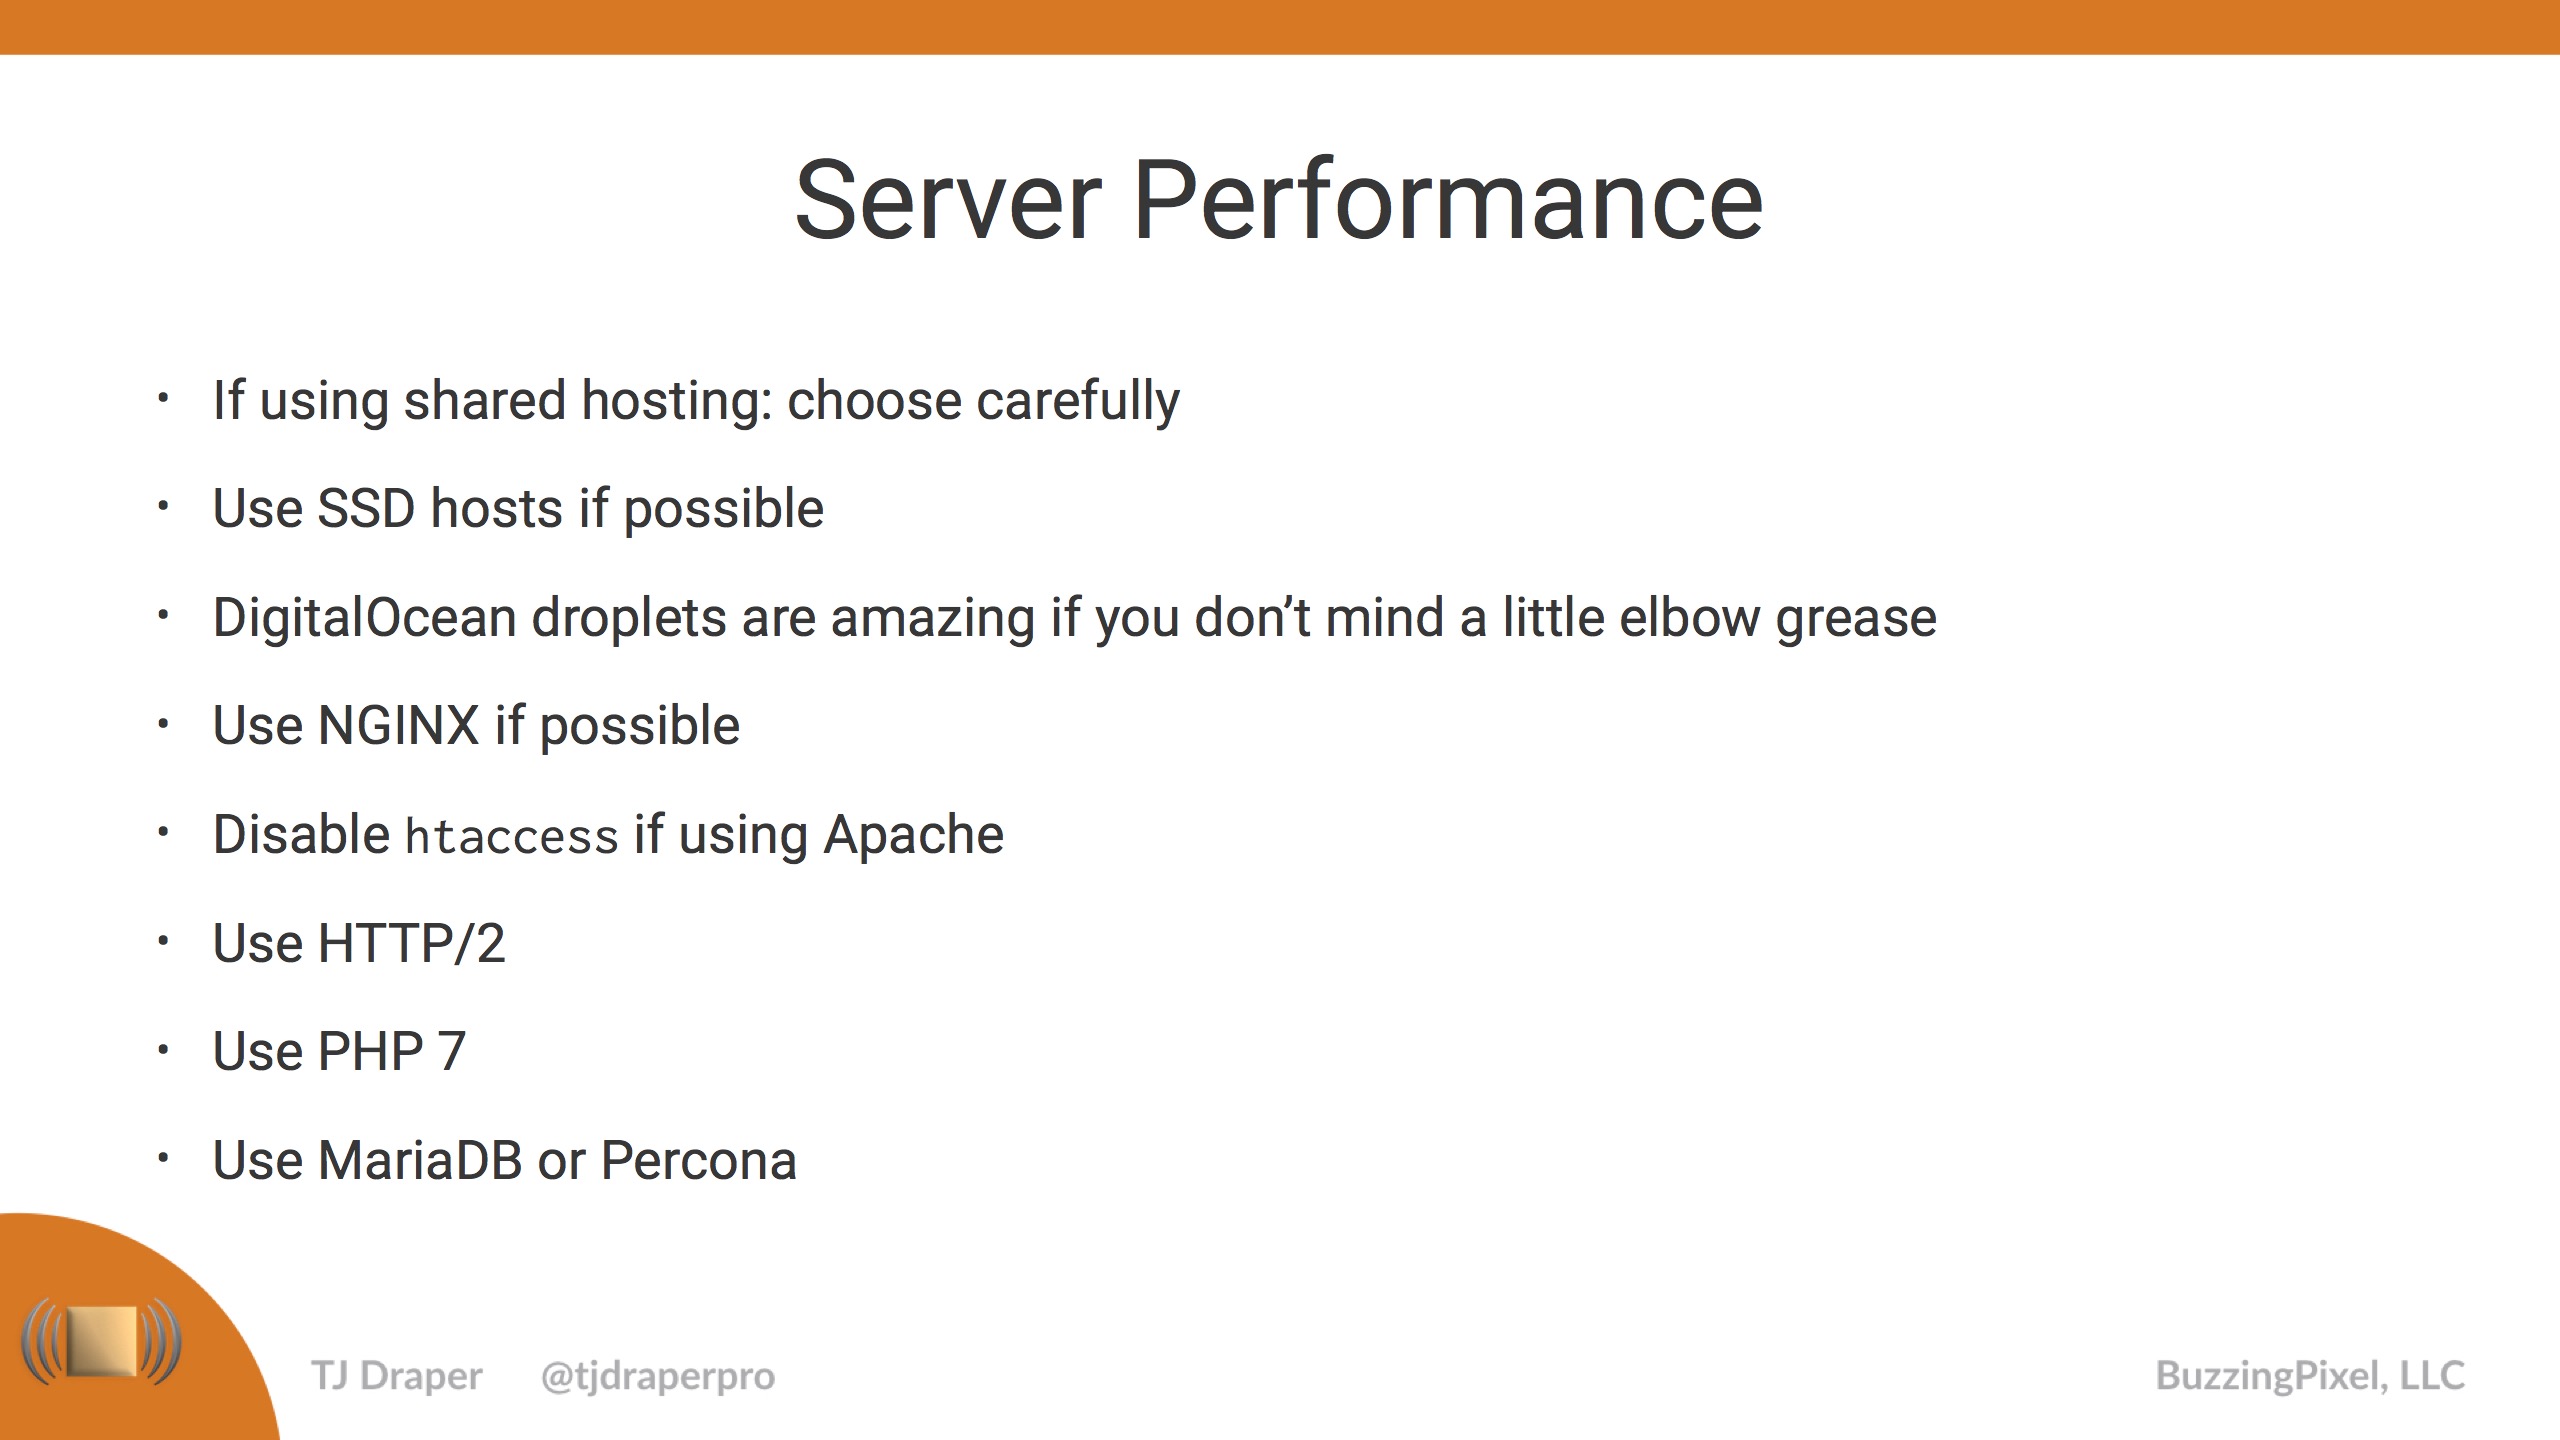 Server Performance
• If using shared hosting: choose carefully
• Use SSD hosts if possible
• DigitalOcean droplets are amazing if you don’t mind a little elbow grease
• Use NGINX if possible
• Disable htaccess if using Apache
• Use HTTP/2
• Use PHP 7
• Use MariaDB or Percona
TJ Draper @tjdraperpro BuzzingPixel, LLC